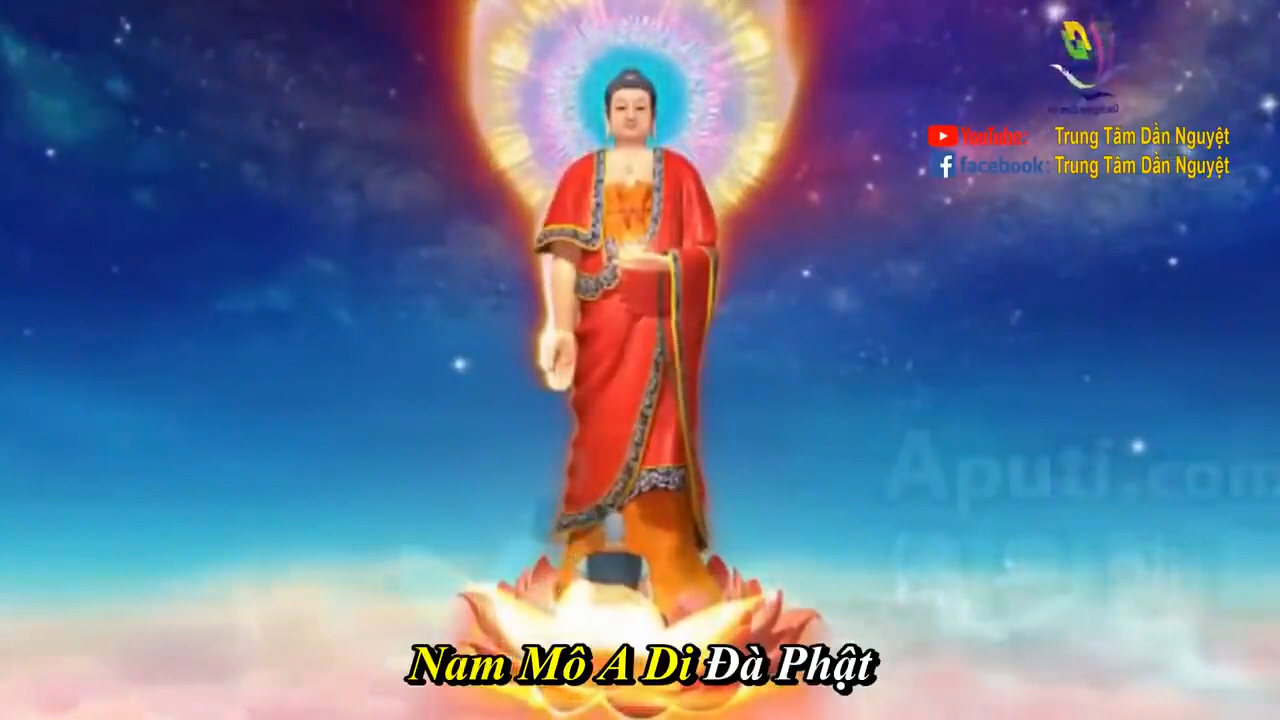 YouTube: Trung Tâm Dần Nguyệt
facebook: Trung Tâm Dần Nguyệt
Aputi.com
Nam Mô A Di Đà Phật